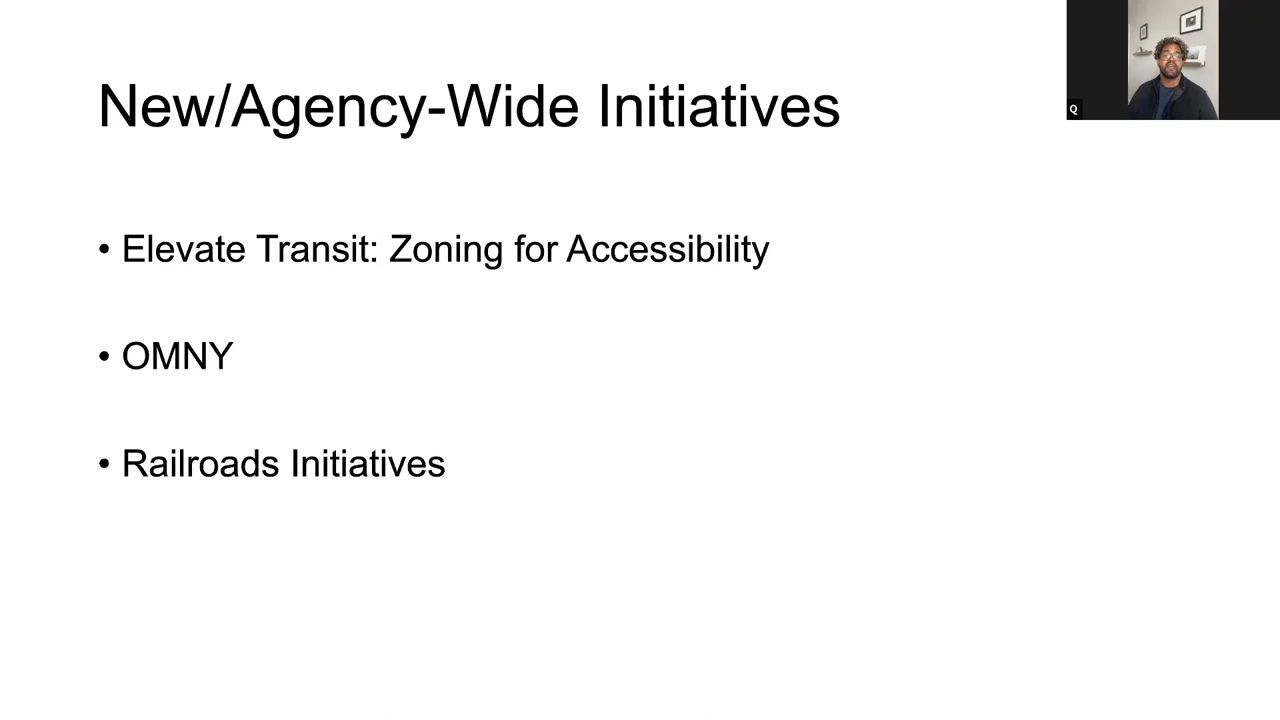 New/Agency-Wide Initiatives
• Elevate Transit: Zoning for Accessibility
• OMNY
• Railroads Initiatives
Q